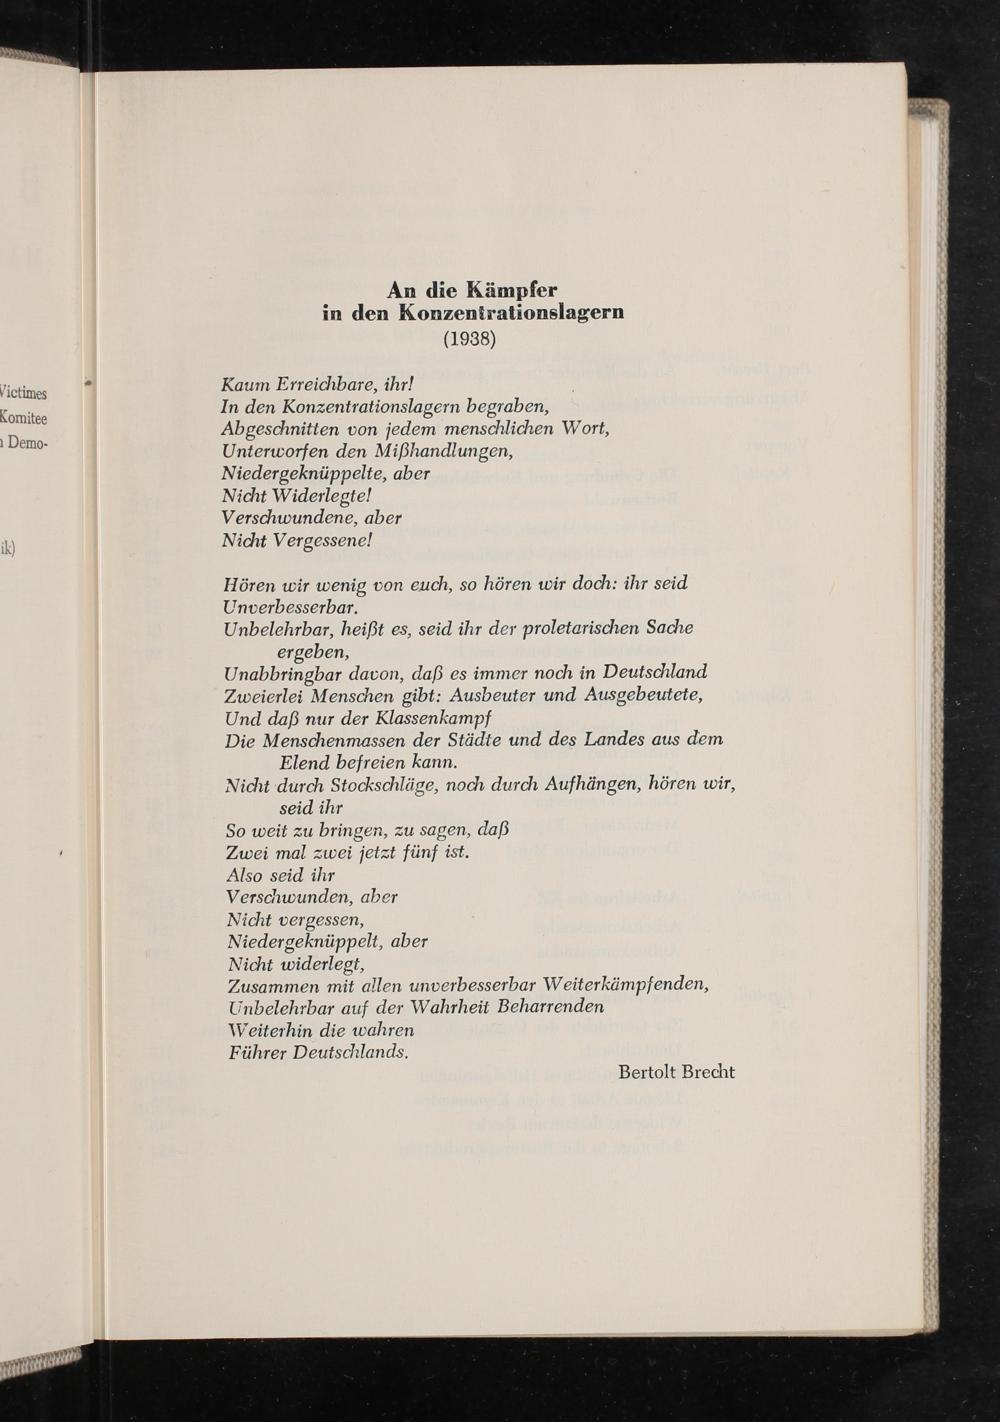 Victimes
Komitee
Demo-
ik)
An die Kämpfer
in den Konzentrationslagern
(1938)
Kaum Erreichbare, ihr!
In den Konzentrationslagern begraben,
Abgeschnitten von jedem menschlichen Wort,
Unterworfen den Mißhandlungen,
Niedergeknüppelte, aber
Nicht Widerlegte!
Verschwundene, aber
Nicht Vergessene!
Hören wir wenig von euch, so hören wir doch: ihr seid
Unverbesserbar.
Unbelehrbar, heißt es, seid ihr der proletarischen Sache
ergeben,
Unabbringbar davon, daß es immer noch in Deutschland
Zweierlei Menschen gibt: Ausbeuter und Ausgebeutete,
Und daß nur der Klassenkampf
Die Menschenmassen der Städte und des Landes aus dem
Elend befreien kann.
Nicht durch Stockschläge, noch durch Aufhängen, hören wir,
seid ihr
So weit zu bringen, zu sagen, daß
Zwei mal zwei jetzt fünf ist.
Also seid ihr
Verschwunden, aber
Nicht vergessen,
Niedergeknüppelt, aber
Nicht widerlegt,
Zusammen mit allen unverbesserbar Weiterkämpfenden,
Unbelehrbar auf der Wahrheit Beharrenden
Weiterhin die wahren
Führer Deutschlands.
Bertolt Brecht